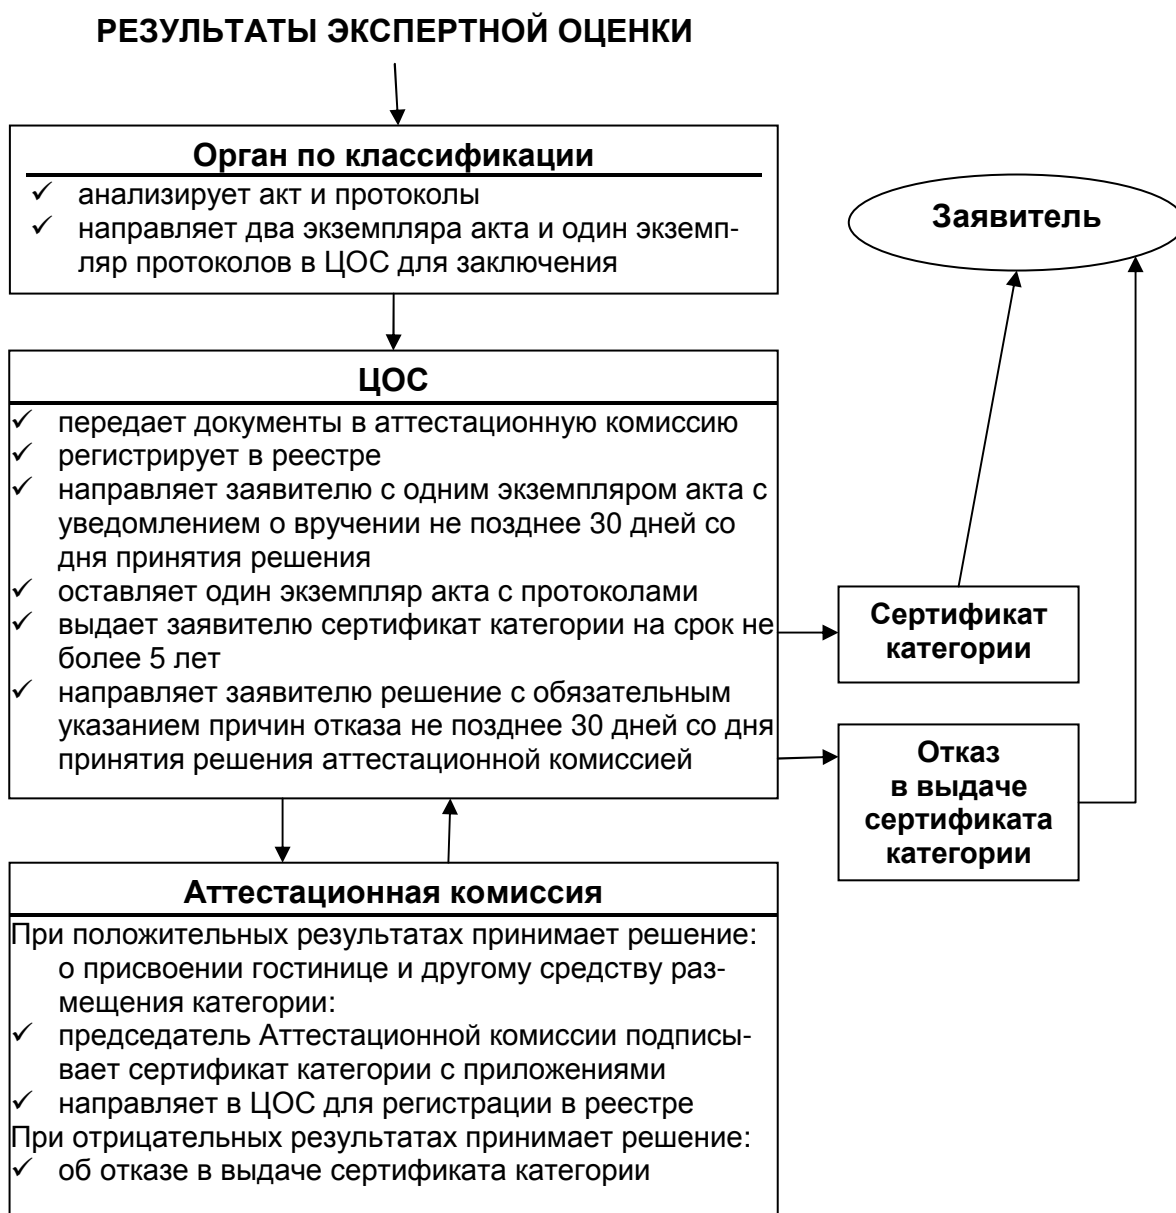 РЕЗУЛЬТАТЫ ЭКСПЕРТНОЙ ОЦЕНКИ
Орган по классификации
✓ анализирует акт и протоколы
✓ направляет два экземпляра акта и один экземп-
ляр протоколов в ЦОС для заключения
Заявитель
ЦОС
✓ передает документы в аттестационную комиссию
✓ регистрирует в реестре
✓ направляет заявителю с одним экземпляром акта с
уведомлением о вручении не позднее 30 дней со
дня принятия решения
✓ оставляет один экземпляр акта с протоколами
✓ выдает заявителю сертификат категории на срок не
более 5 лет
✓ направляет заявителю решение с обязательным
указанием причин отказа не позднее 30 дней со дня
принятия решения аттестационной комиссией
Сертификат
категории
Отказ
в выдаче
сертификата
категории
Аттестационная комиссия
При положительных результатах принимает решение:
о присвоении гостинице и другому средству раз-
мещения категории:
✓ председатель Аттестационной комиссии подписы-
вает сертификат категории с приложениями
✓ направляет в ЦОС для регистрации в реестре
При отрицательных результатах принимает решение:
✓ об отказе в выдаче сертификата категории